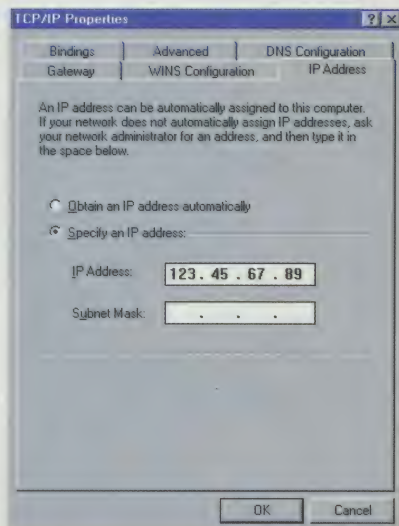 TCP/IP Properties
Bindings Advanced DNS Configuration
Gateway WINS Configuration IP Address
An IP address can be automatically assigned to this computer.
If your network does not automatically assign IP addresses, ask
your network administrator for an address, and then type it in
the space below.
Obtain an IP address automatically
Specify an IP address:
IP Address: 123 . 45 . 67 . 89
Subnet Mask: . . .
OK Cancel